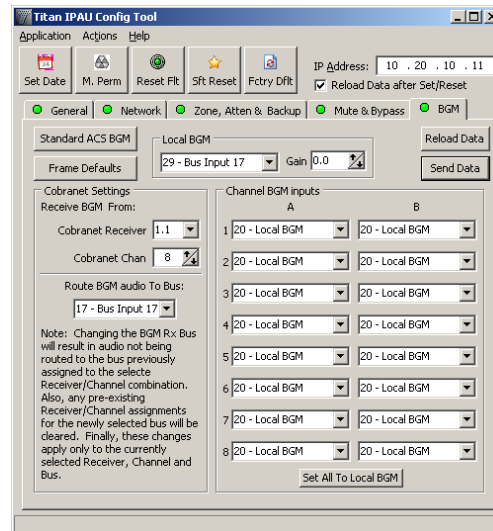 Titan IPAU Config Tool
Application Actions Help
Set Date M. Perm Reset Flt Sft Reset Fctry Dflt
IP Address: 10 . 20 . 10 . 11
Reload Data after Set/Reset
General Network Zone, Atten & Backup Mute & Bypass BGM
Standard ACS BGM
Frame Defaults
Local BGM
29 - Bus Input 17 Gain 0.0
Reload Data
Send Data
Cobranet Settings
Receive BGM From:
Cobranet Receiver 1.1
Cobranet Chan 8
Route BGM audio To Bus:
17 - Bus Input 17
Note: Changing the BGM Rx Bus
will result in audio not being
routed to the bus previously
assigned to the selecte
Receiver/Channel combination.
Also, any pre-existing
Receiver/Channel assignments
for the newly selected bus will be
cleared. Finally, these changes
apply only to the currently
selected Receiver, Channel and
Bus.
Channel BGM inputs
A B
1 20 - Local BGM 20 - Local BGM
2 20 - Local BGM 20 - Local BGM
3 20 - Local BGM 20 - Local BGM
4 20 - Local BGM 20 - Local BGM
5 20 - Local BGM 20 - Local BGM
6 20 - Local BGM 20 - Local BGM
7 20 - Local BGM 20 - Local BGM
8 20 - Local BGM 20 - Local BGM
Set All To Local BGM